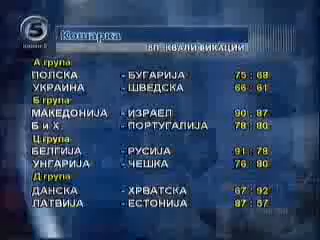 5
Кошарка
ЕП - КВАЛИФИКАЦИИ
А група
ПОЛСКА - БУГАРИЈА 75 : 68
УКРАИНА - ШВЕДСКА 66 : 61
Б група
МАКЕДОНИЈА - ИЗРАЕЛ 90 : 87
Б и Х. - ПОРТУГАЛИЈА 78 : 80
Ц група
БЕЛГИЈА - РУСИЈА 91 : 78
УНГАРИЈА - ЧЕШКА 76 : 80
Д група
ДАНСКА - ХРВАТСКА 67 : 92
ЛАТВИЈА - ЕСТОНИЈА 87 : 57